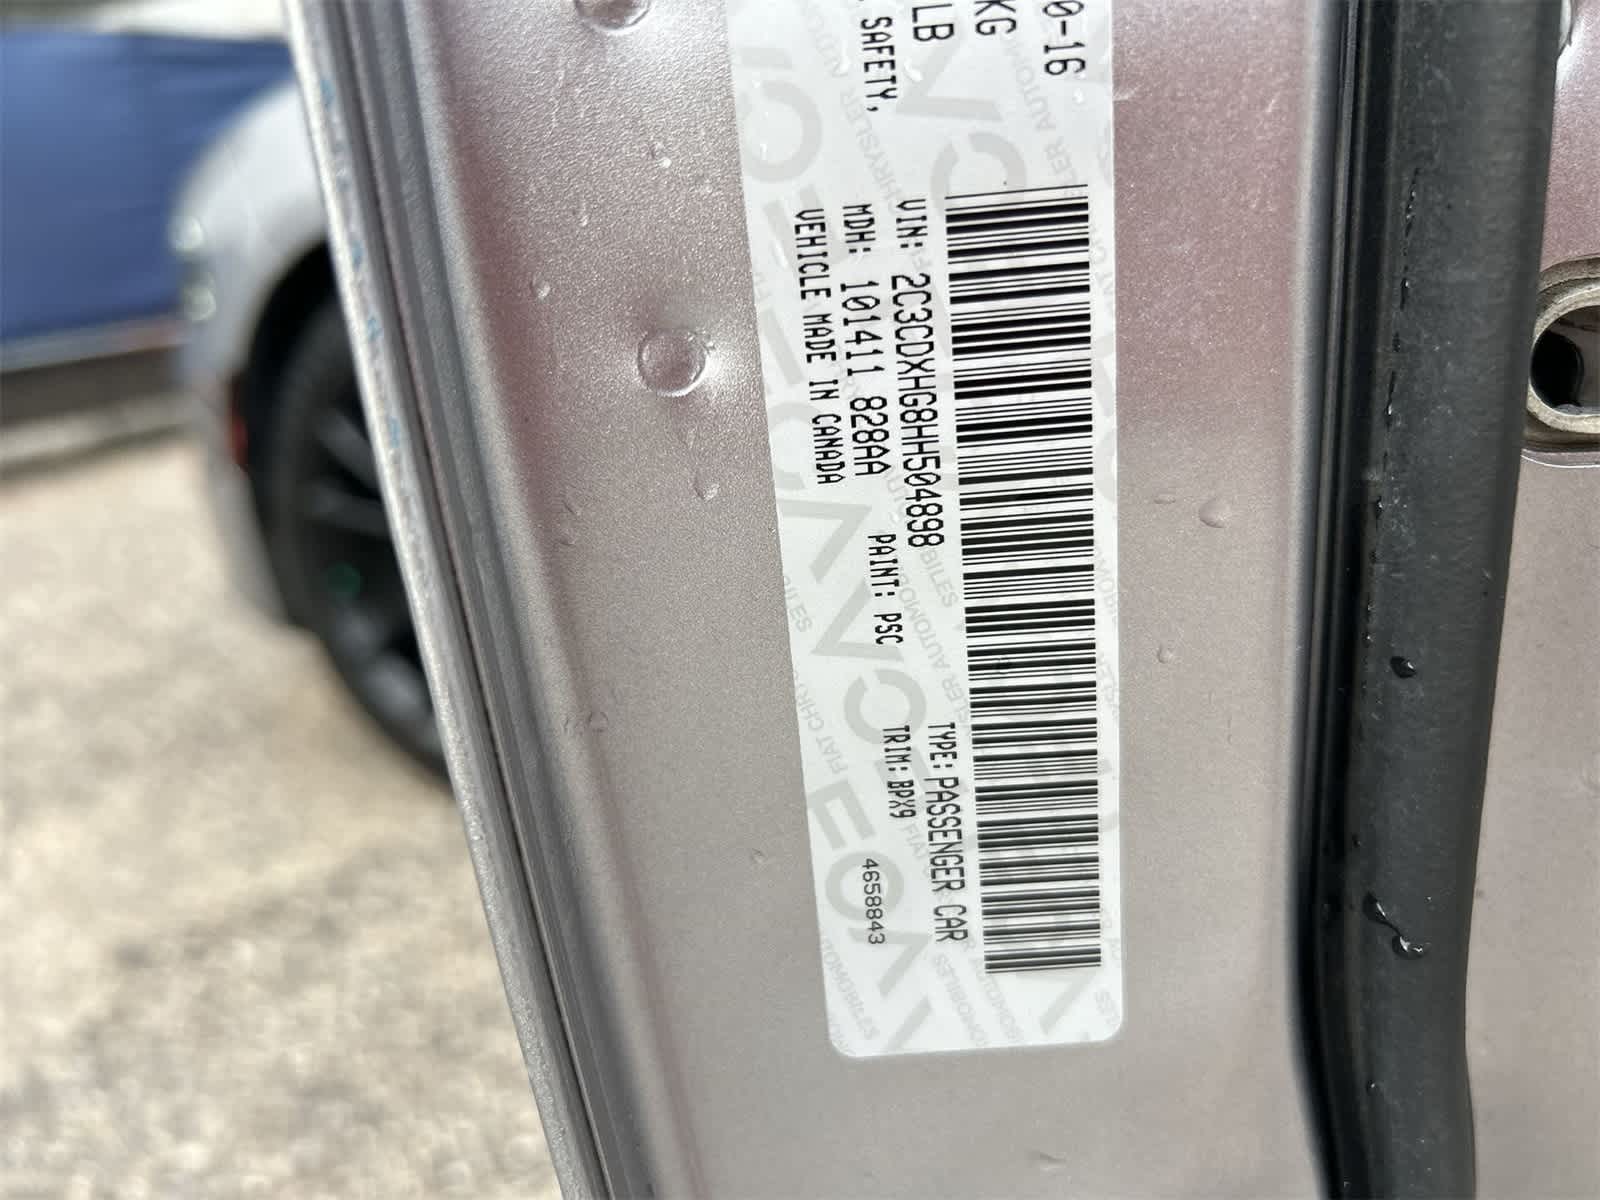 0-16
KG
LB
SAFETY,
VIN: 2C3CDXHG8HH504898
TYPE: PASSENGER CAR
MDH: 101411 828AA PAINT: PSC TRIM: BPX9
VEHICLE MADE IN CANADA
4658843